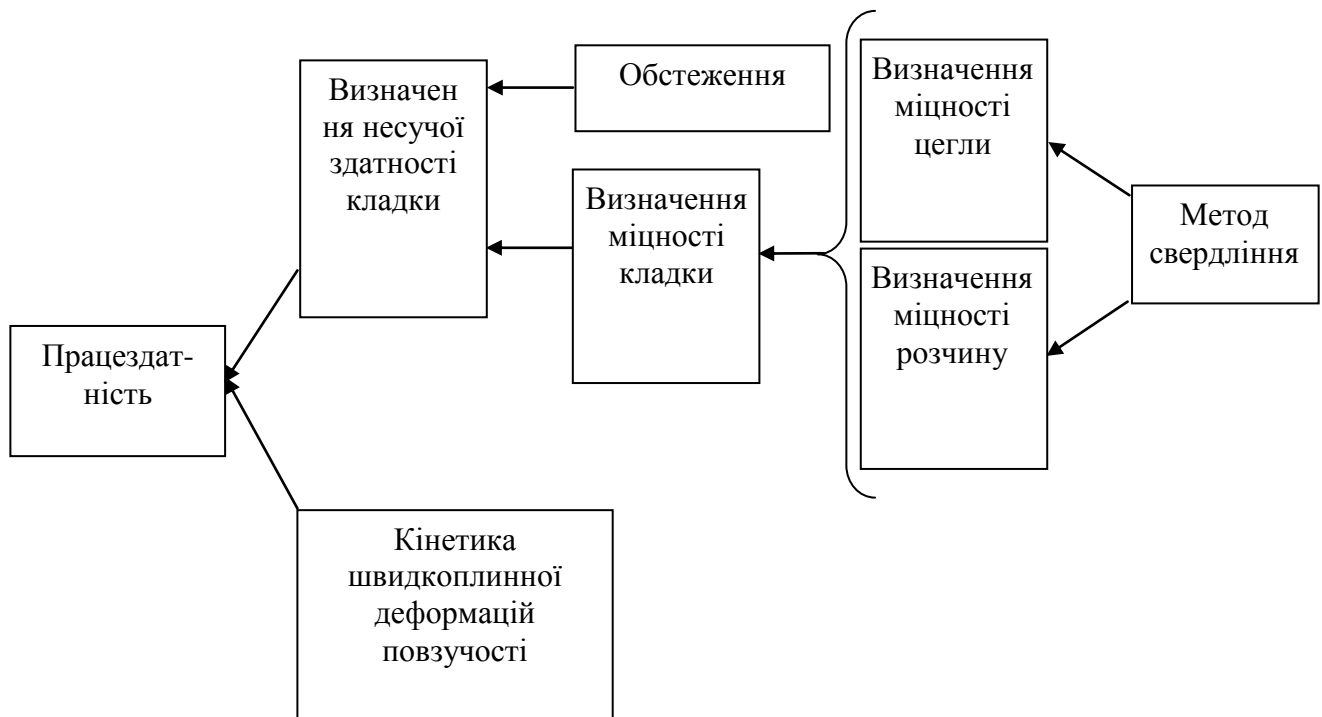 Обстеження
Визначен
ня несучої
здатності
кладки
Визначення
міцності
кладки
Визначення
міцності
цегли
Визначення
міцності
розчину
Метод
свердління
Працездат-
ність
Кінетика
швидкоплинної
деформацій
повзучості